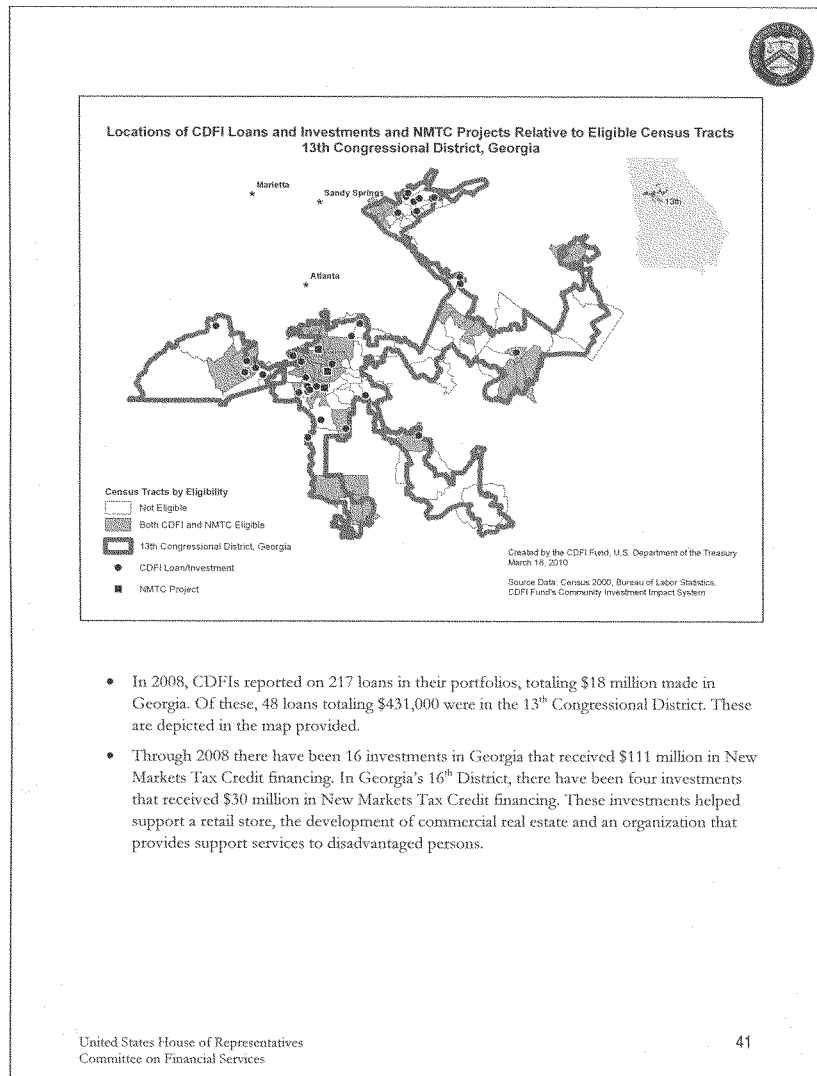 Locations of CDFI Loans and Investments and NMTC Projects Relative to Eligible Census Tracts
13th Congressional District, Georgia
Marietta
Sandy Springs
13th
Atlanta
Census Tracts by Eligibility
Not Eligible
Both CDFI and NMTC Eligible
13th Congressional District, Georgia
CDFI Loan/Investment
NMTC Project
Created by the CDFI Fund, U.S. Department of the Treasury
March 18, 2010
Source Data: Census 2000, Bureau of Labor Statistics,
CDFI Fund's Community Investment Impact System
• In 2008, CDFIs reported on 217 loans in their portfolios, totaling $18 million made in
Georgia. Of these, 48 loans totaling $431,000 were in the 13th Congressional District. These
are depicted in the map provided.
• Through 2008 there have been 16 investments in Georgia that received $111 million in New
Markets Tax Credit financing. In Georgia's 16th District, there have been four investments
that received $30 million in New Markets Tax Credit financing. These investments helped
support a retail store, the development of commercial real estate and an organization that
provides support services to disadvantaged persons.
United States House of Representatives
Committee on Financial Services
41